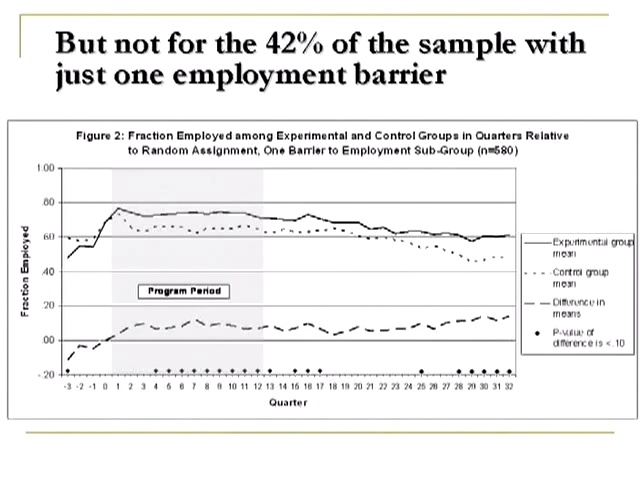 But not for the 42% of the sample with
just one employment barrier
Figure 2: Fraction Employed among Experimental and Control Groups in Quarters Relative
to Random Assignment, One Barrier to Employment Sub-Group (n=580)
1.00
.80
.60
.40
.20
.00
-.20
Fraction Employed
Program Period
-3 -2 -1 0 1 2 3 4 5 6 7 8 9 10 11 12 13 14 15 16 17 18 19 20 21 22 23 24 25 26 27 28 29 30 31 32
Quarter
Experimental group
mean
Control group
mean
Difference in
means
P-value of
difference is <.10